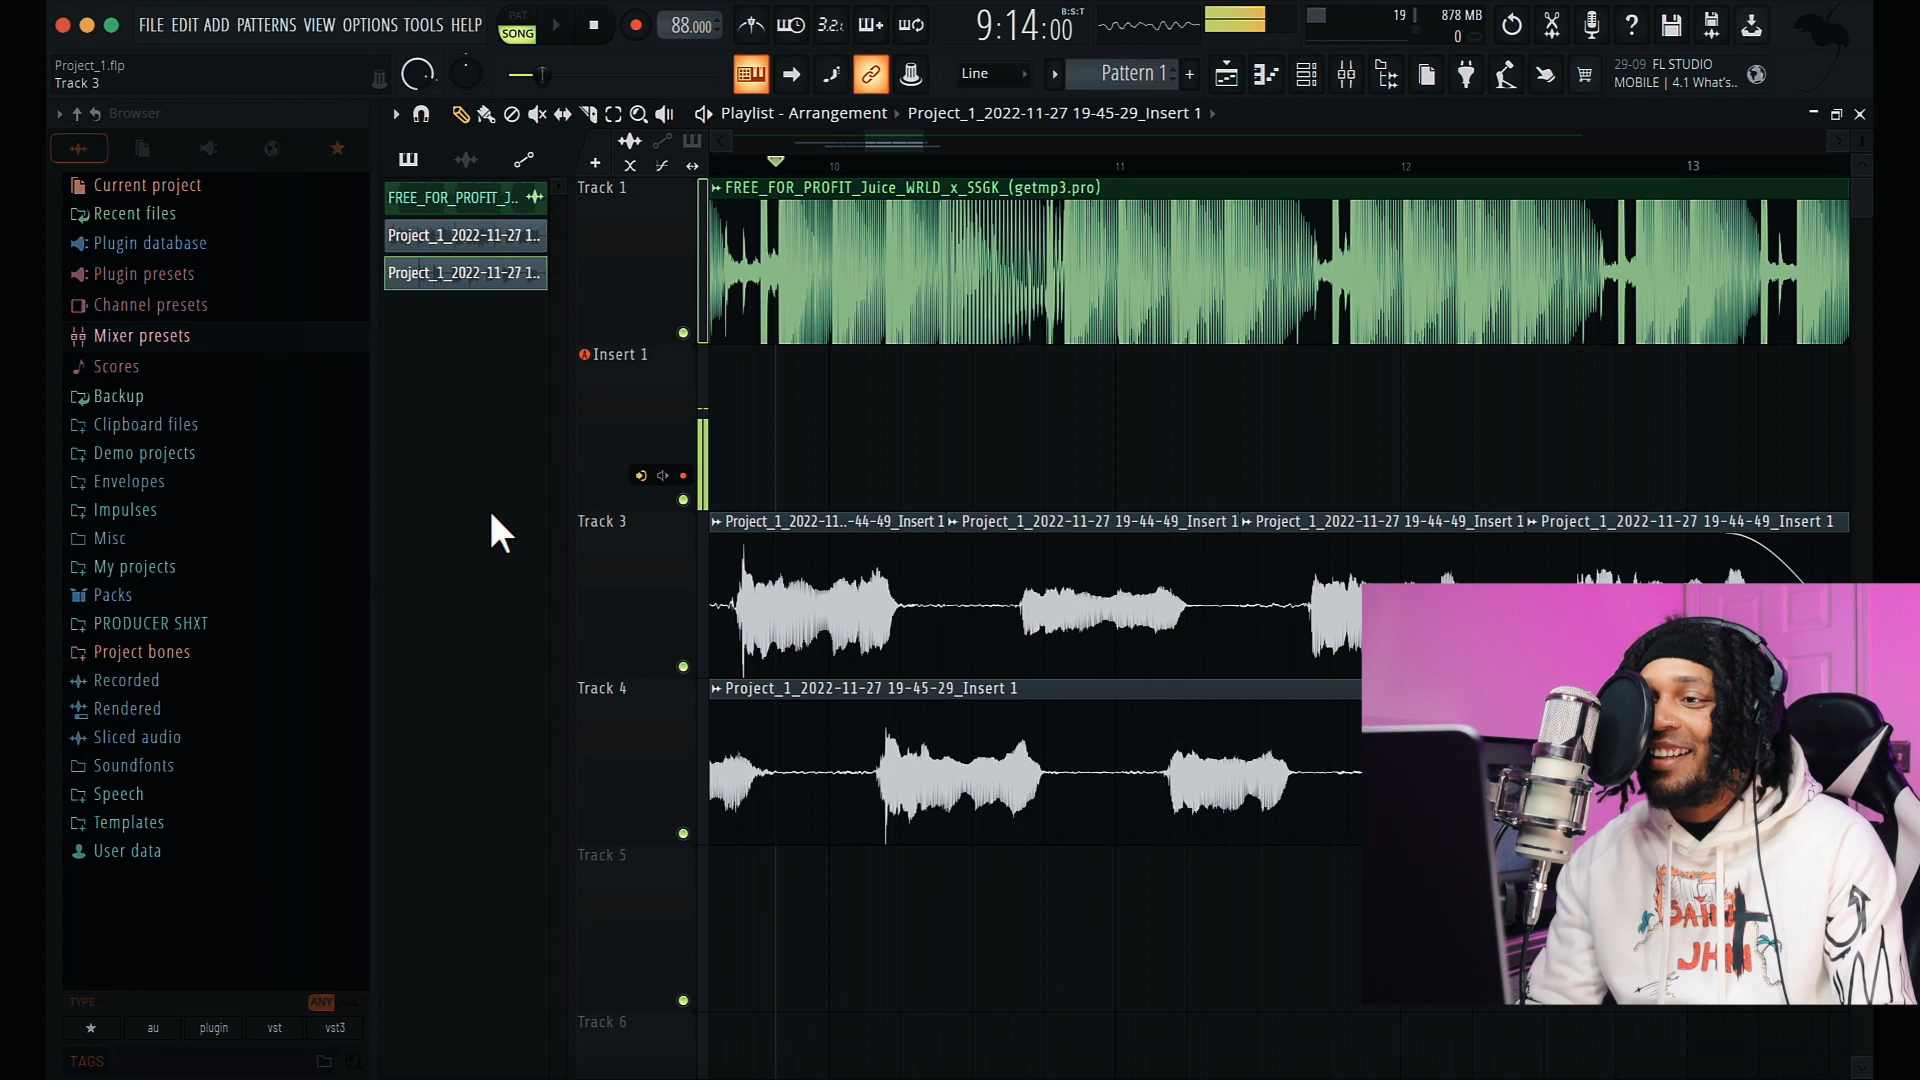 FILE EDIT ADD PATTERNS VIEW OPTIONS TOOLS HELP
PAT
SONG
88.000
3.2.
9:14:00
B:S:T
19
878 MB
0
Project_1.flp
Track 3
Line
Pattern 1
29-09 FL STUDIO
MOBILE | 4.1 What's..
Browser
Playlist - Arrangement
Project_1_2022-11-27 19-45-29_Insert 1
Current project
Recent files
Plugin database
Plugin presets
Channel presets
Mixer presets
Scores
Backup
Clipboard files
Demo projects
Envelopes
Impulses
Misc
My projects
Packs
PRODUCER SHXT
Project bones
Recorded
Rendered
Sliced audio
Soundfonts
Speech
Templates
User data
TYPE
ANY ALL
au
plugin
vst
vst3
TAGS
FREE_FOR_PROFIT_J..
Project_1_2022-11-27 1..
Project_1_2022-11-27 1..
10
11
12
13
Track 1
FREE_FOR_PROFIT_Juice_WRLD_x_SSGK_(getmp3.pro)
Insert 1
Track 3
Project_1_2022-11..-44-49_Insert 1
Project_1_2022-11-27 19-44-49_Insert 1
Project_1_2022-11-27 19-44-49_Insert 1
Project_1_2022-11-27 19-44-49_Insert 1
Track 4
Project_1_2022-11-27 19-45-29_Insert 1
Track 5
Track 6
SAINT
JHN